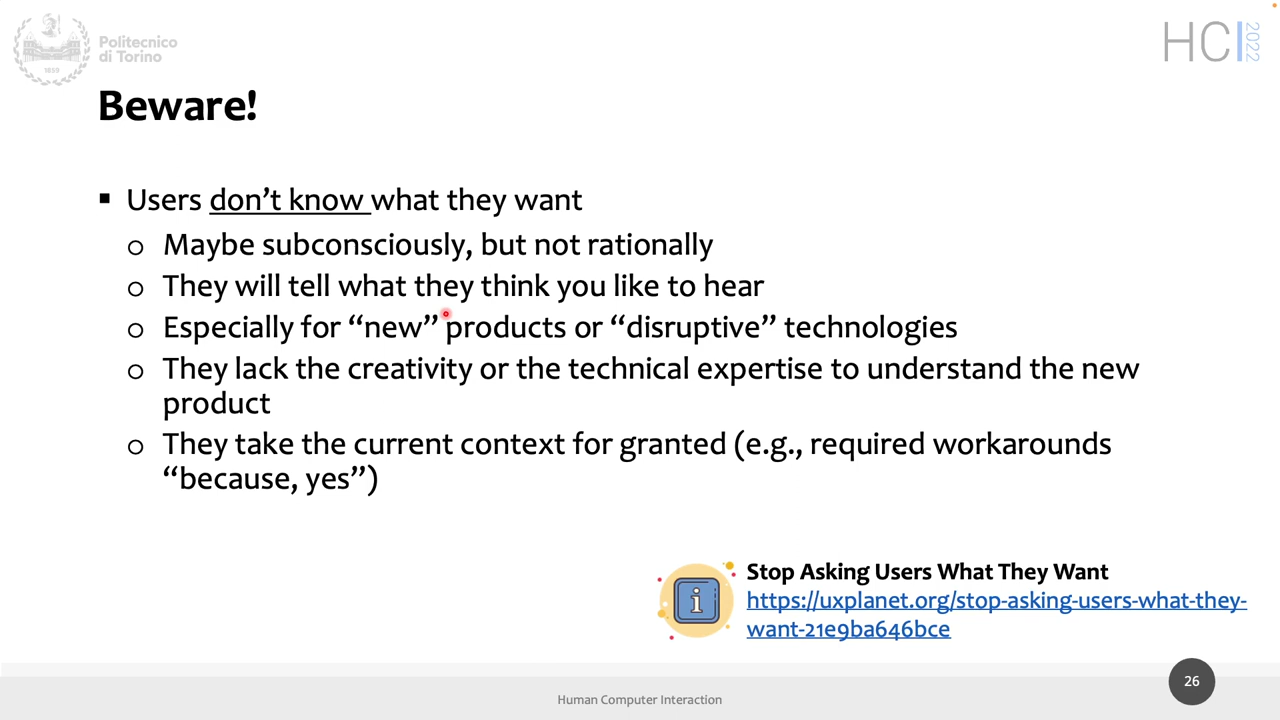 Politecnico
di Torino
1859
HCI
2022
Beware!
▪ Users don’t know what they want
o Maybe subconsciously, but not rationally
o They will tell what they think you like to hear
o Especially for “new” products or “disruptive” technologies
o They lack the creativity or the technical expertise to understand the new
product
o They take the current context for granted (e.g., required workarounds
“because, yes”)
i
Stop Asking Users What They Want
https://uxplanet.org/stop-asking-users-what-they-
want-21e9ba646bce
Human Computer Interaction
26